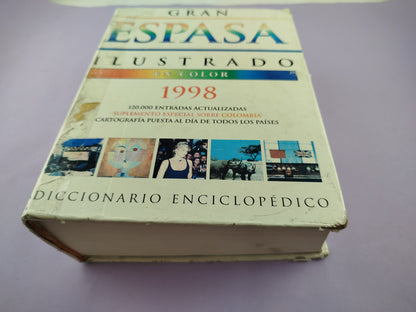 GRAN
ESPASA
ILUSTRADO
EN COLOR
1998
120.000 ENTRADAS ACTUALIZADAS
SUPLEMENTO ESPECIAL SOBRE COLOMBIA
CARTOGRAFÍA PUESTA AL DÍA DE TODOS LOS PAÍSES
DICCIONARIO ENCICLOPÉDICO